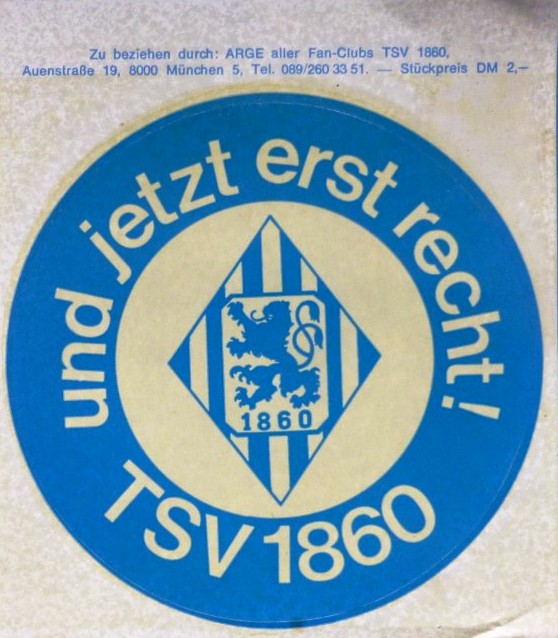 Zu beziehen durch: ARGE aller Fan-Clubs TSV 1860,
Auenstraße 19, 8000 München 5, Tel. 089/260 33 51. — Stückpreis DM 2,–
und jetzt erst recht!
1860
TSV 1860